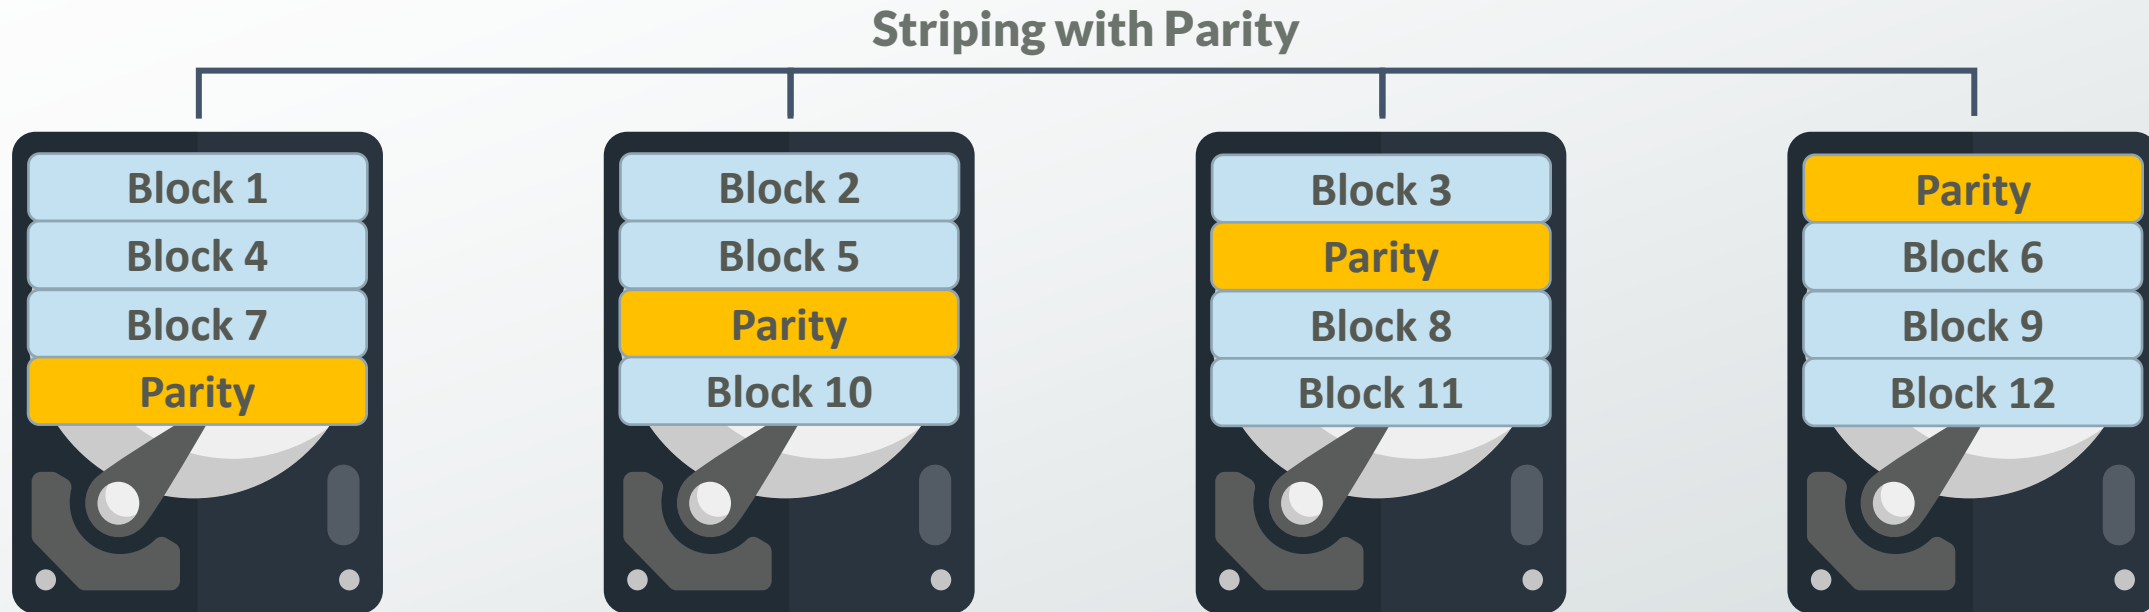 Striping with Parity
Block 1
Block 4
Block 7
Parity
Block 2
Block 5
Parity
Block 10
Block 3
Parity
Block 8
Block 11
Parity
Block 6
Block 9
Block 12